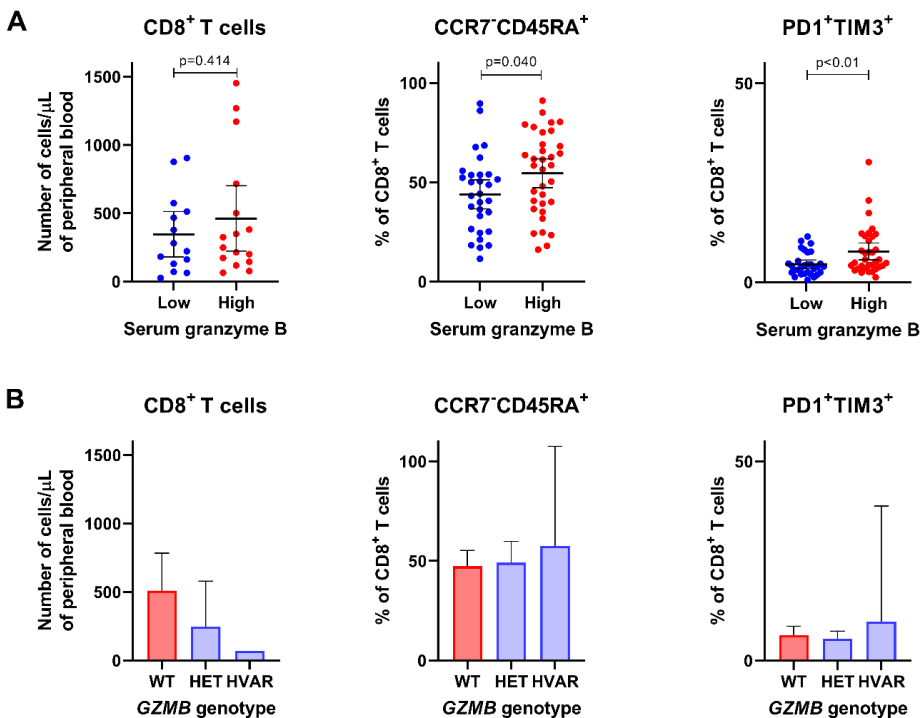 A
CD8⁺ T cells
Number of cells/µL
of peripheral blood
1500
1000
500
0
p=0.414
Low High
Serum granzyme B
CCR7⁻CD45RA⁺
% of CD8⁺ T cells
100
50
0
p=0.040
Low High
Serum granzyme B
PD1⁺TIM3⁺
% of CD8⁺ T cells
50
0
p<0.01
Low High
Serum granzyme B
B
CD8⁺ T cells
Number of cells/µL
of peripheral blood
1500
1000
500
0
WT HET HVAR
GZMB genotype
CCR7⁻CD45RA⁺
% of CD8⁺ T cells
100
50
0
WT HET HVAR
GZMB genotype
PD1⁺TIM3⁺
% of CD8⁺ T cells
50
0
WT HET HVAR
GZMB genotype